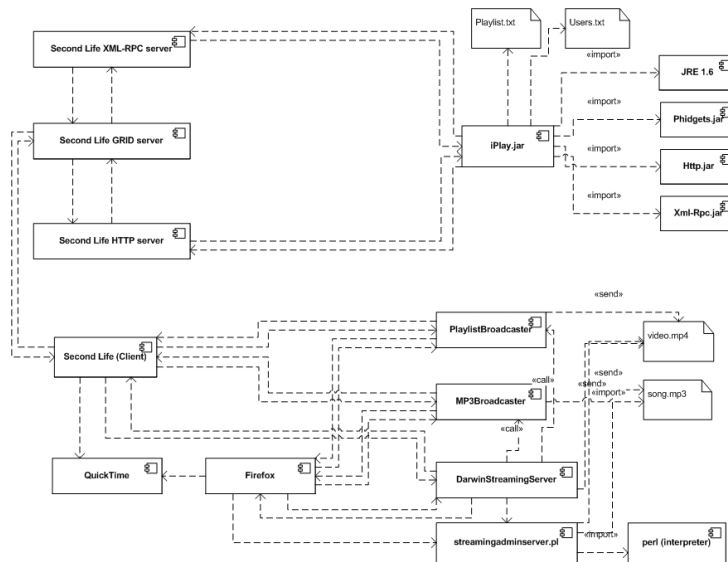 Playlist.txt
Users.txt
Second Life XML-RPC server
«import»
JRE 1.6
«import»
Phidgets.jar
Second Life GRID server
iPlay.jar
«import»
Http.jar
«import»
Xml-Rpc.jar
Second Life HTTP server
«send»
PlaylistBroadcaster
video.mp4
Second Life (Client)
«send»
«call»
«send»
«import»
song.mp3
MP3Broadcaster
«call»
QuickTime
Firefox
DarwinStreamingServer
«import»
streamingadminserver.pl
perl (interpreter)